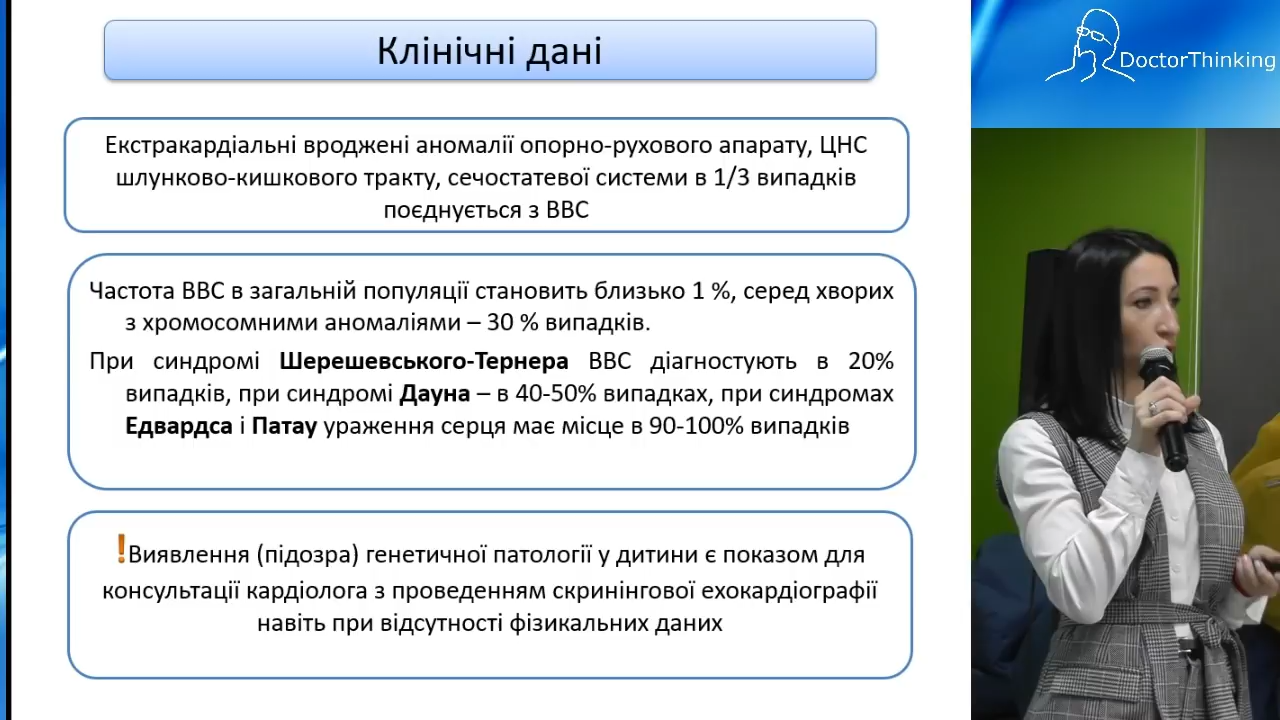 Клінічні дані
DoctorThinking
Екстракардіальні вроджені аномалії опорно-рухового апарату, ЦНС
шлунково-кишкового тракту, сечостатевої системи в 1/3 випадків
поєднується з ВВС
Частота ВВС в загальній популяції становить близько 1 %, серед хворих
з хромосомними аномаліями – 30 % випадків.
При синдромі Шерешевського-Тернера ВВС діагностують в 20%
випадків, при синдромі Дауна – в 40-50% випадках, при синдромах
Едвардса і Патау ураження серця має місце в 90-100% випадків
!Виявлення (підозра) генетичної патології у дитини є показом для
консультації кардіолога з проведенням скринінгової ехокардіографії
навіть при відсутності фізикальних даних